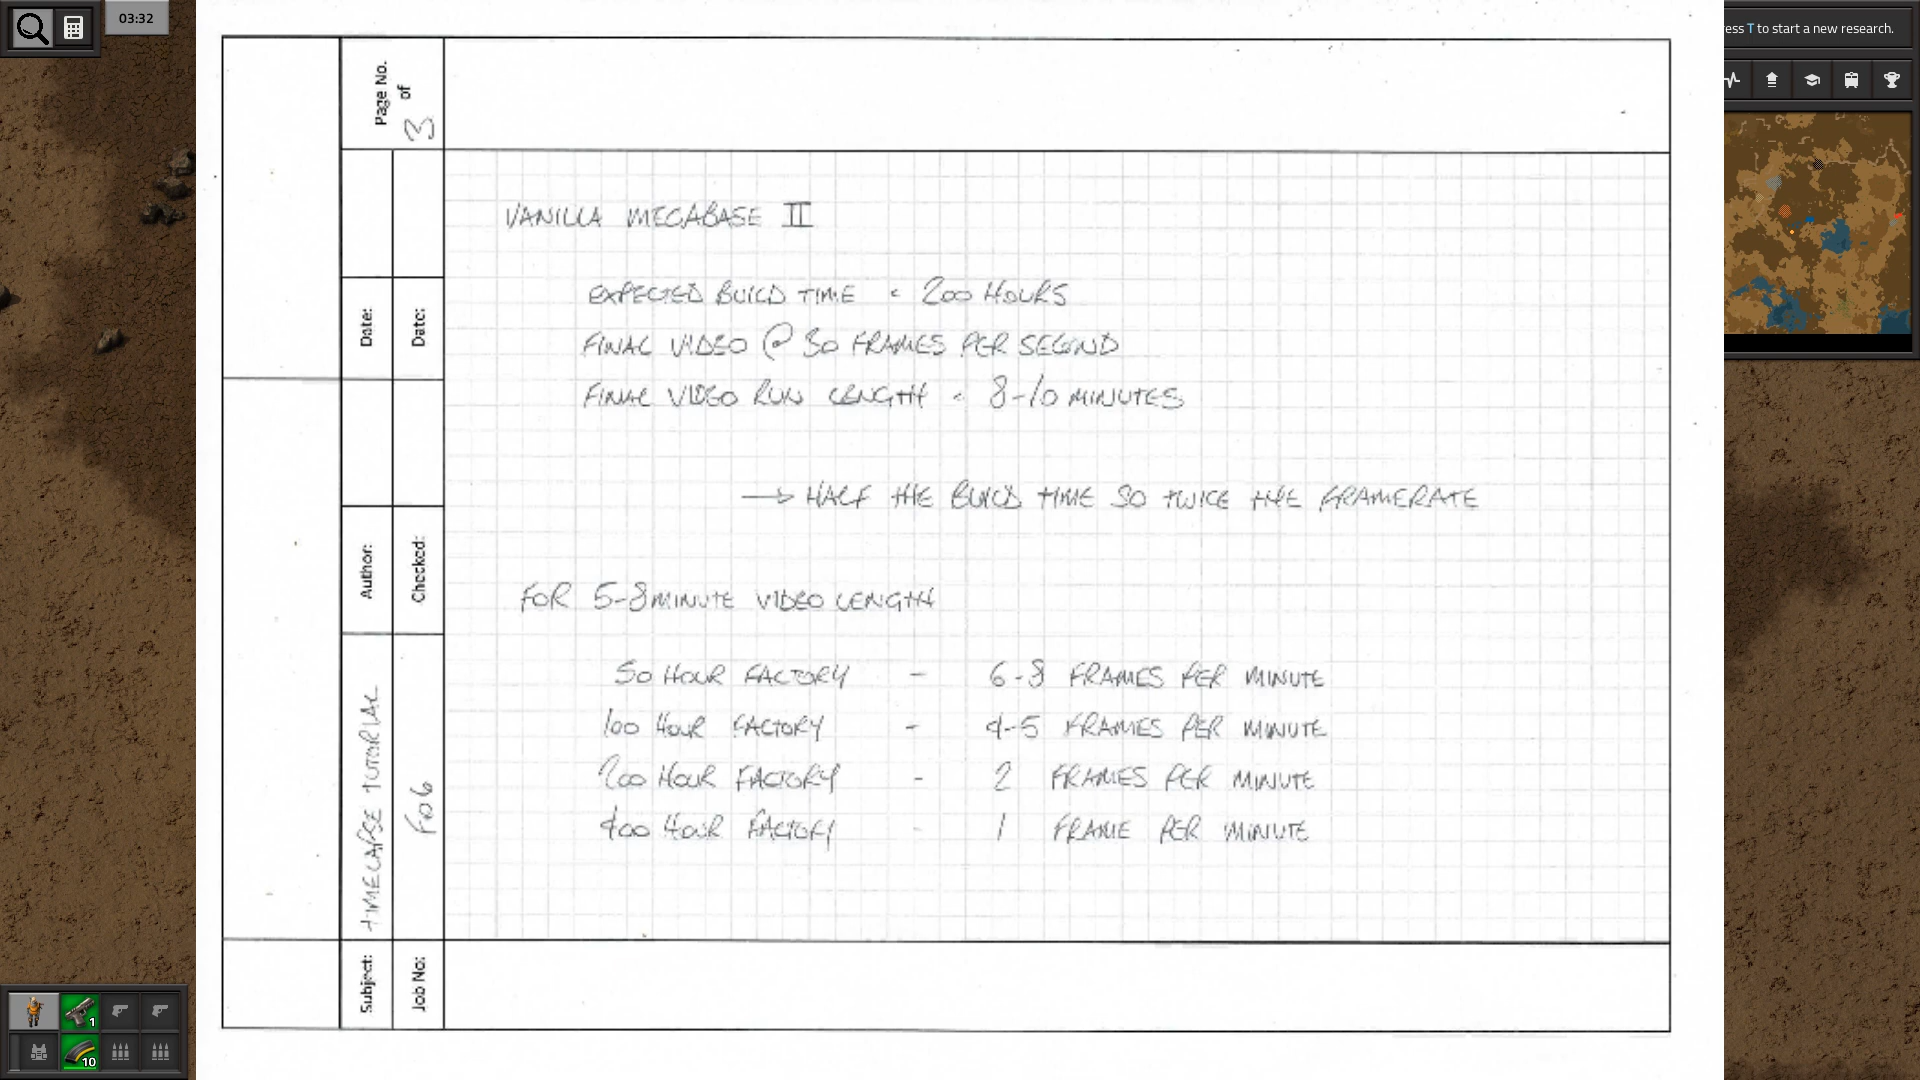 03:32
ess T to start a new research.
Page No.
of
3
VANILLA MEGABASE II
EXPECTED BUILD TIME = 200 HOURS
FINAL VIDEO @ 30 FRAMES PER SECOND
FINAL VIDEO RUN LENGTH = 8-10 MINUTES
→ HALF THE BUILD TIME SO TWICE THE FRAMERATE
FOR 5-8 MINUTE VIDEO LENGTH
50 HOUR FACTORY - 6-8 FRAMES PER MINUTE
100 HOUR FACTORY - 4-5 FRAMES PER MINUTE
200 HOUR FACTORY - 2 FRAMES PER MINUTE
400 HOUR FACTORY - 1 FRAME PER MINUTE
Date:
Date:
Author:
Checked:
Subject: TIMELAPSE TUTORIAL
Job No:
1
10